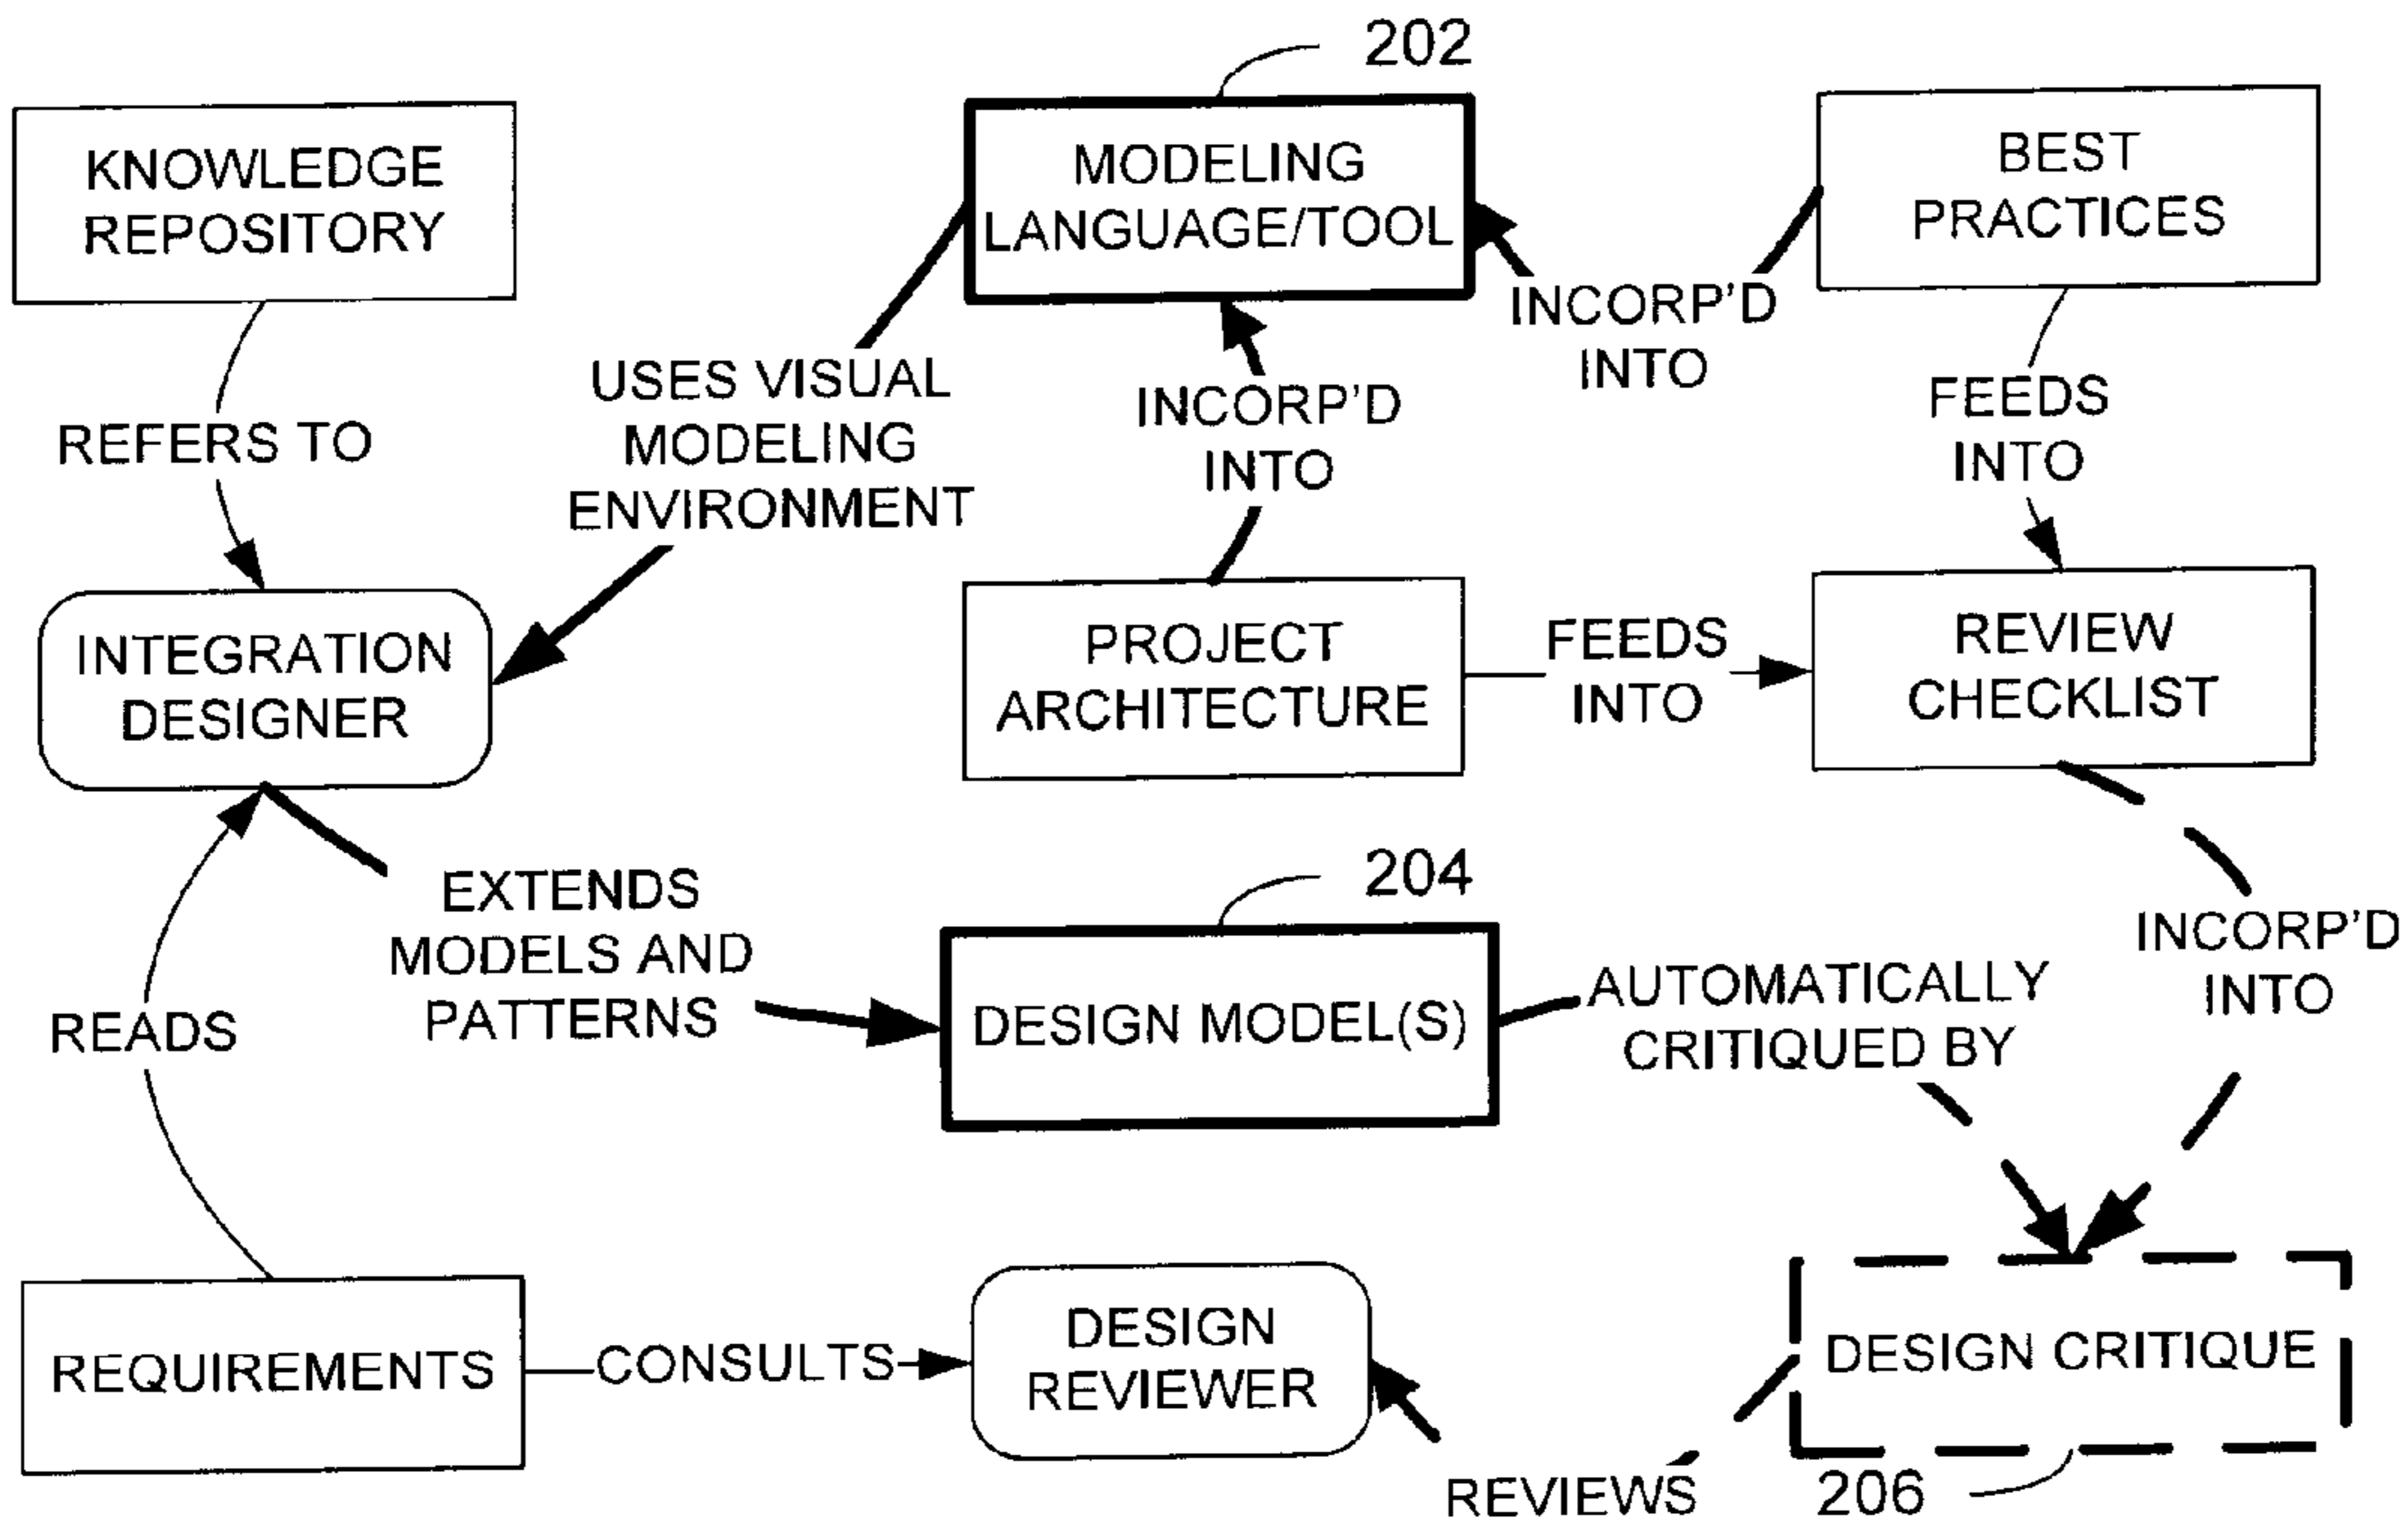 202
KNOWLEDGE
REPOSITORY
MODELING
LANGUAGE/TOOL
BEST
PRACTICES
INCORP'D
INTO
USES VISUAL
MODELING
ENVIRONMENT
INCORP'D
INTO
FEEDS
INTO
REFERS TO
INTEGRATION
DESIGNER
PROJECT
ARCHITECTURE
FEEDS
INTO
REVIEW
CHECKLIST
204
EXTENDS
MODELS AND
PATTERNS
DESIGN MODEL(S)
AUTOMATICALLY
CRITIQUED BY
INCORP'D
INTO
READS
REQUIREMENTS
CONSULTS
DESIGN
REVIEWER
DESIGN CRITIQUE
REVIEWS
206